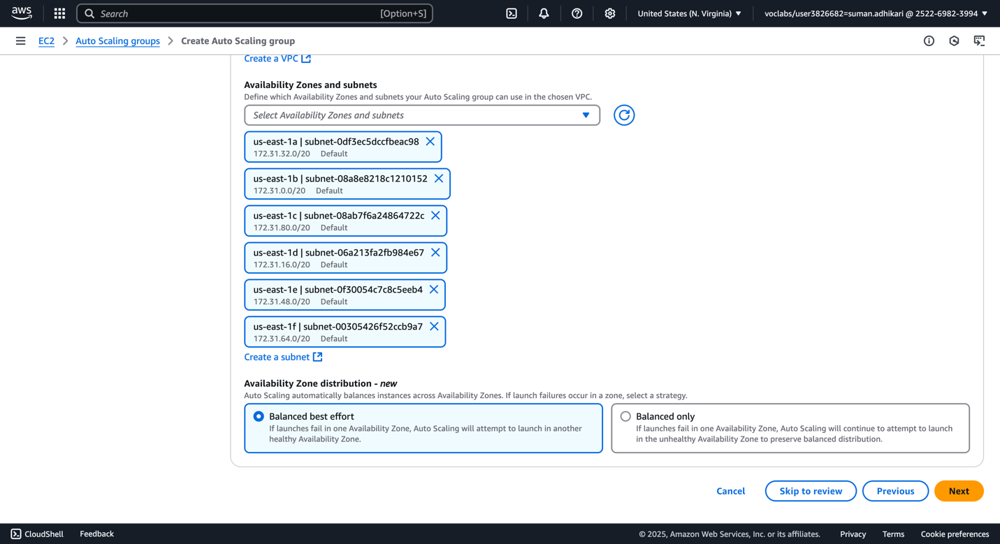 aws
Search [Option+S]
United States (N. Virginia)
voclabs/user3826682=suman.adhikari @ 2522-6982-3994
EC2
Auto Scaling groups
Create Auto Scaling group
Create a VPC
Availability Zones and subnets
Define which Availability Zones and subnets your Auto Scaling group can use in the chosen VPC.
Select Availability Zones and subnets
us-east-1a | subnet-0df3ec5dccfbeac98
172.31.32.0/20 Default
us-east-1b | subnet-08a8e8218c1210152
172.31.0.0/20 Default
us-east-1c | subnet-08ab7f6a24864722c
172.31.80.0/20 Default
us-east-1d | subnet-06a213fa2fb984e67
172.31.16.0/20 Default
us-east-1e | subnet-0f30054c7c8c5eeb4
172.31.48.0/20 Default
us-east-1f | subnet-00305426f52ccb9a7
172.31.64.0/20 Default
Create a subnet
Availability Zone distribution - new
Auto Scaling automatically balances instances across Availability Zones. If launch failures occur in a zone, select a strategy.
Balanced best effort
If launches fail in one Availability Zone, Auto Scaling will attempt to launch in another
healthy Availability Zone.
Balanced only
If launches fail in one Availability Zone, Auto Scaling will continue to attempt to launch
in the unhealthy Availability Zone to preserve balanced distribution.
Cancel
Skip to review
Previous
Next
CloudShell
Feedback
© 2025, Amazon Web Services, Inc. or its affiliates.
Privacy
Terms
Cookie preferences